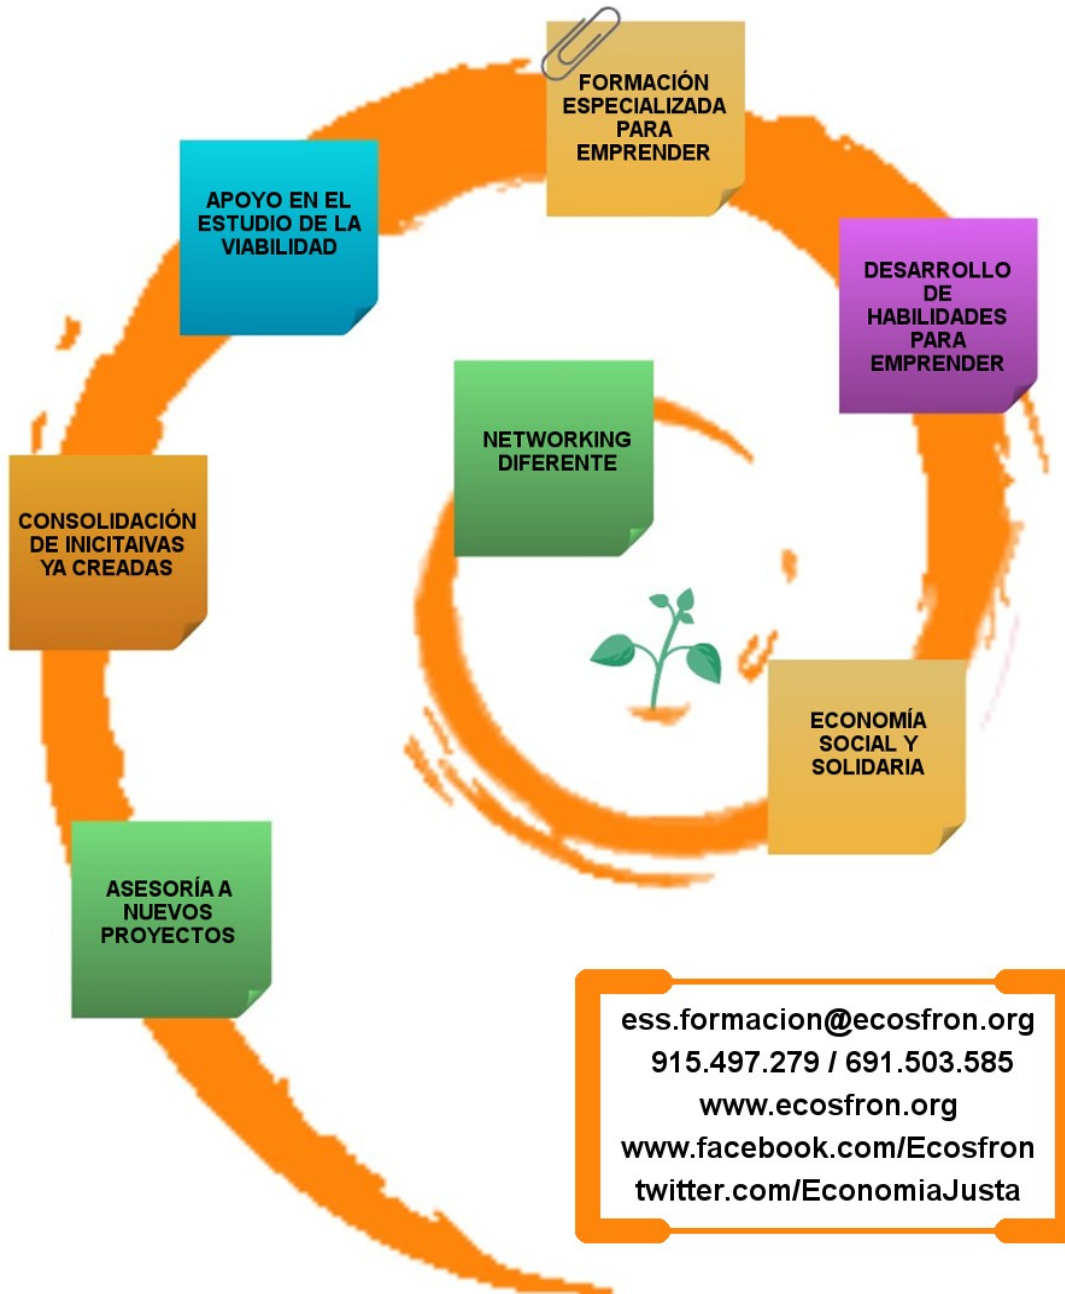 FORMACIÓN
ESPECIALIZADA
PARA
EMPRENDER
APOYO EN EL
ESTUDIO DE LA
VIABILIDAD
DESARROLLO
DE
HABILIDADES
PARA
EMPRENDER
NETWORKING
DIFERENTE
CONSOLIDACIÓN
DE INICITAIVAS
YA CREADAS
ECONOMÍA
SOCIAL Y
SOLIDARIA
ASESORÍA A
NUEVOS
PROYECTOS
ess.formacion@ecosfron.org
915.497.279 / 691.503.585
www.ecosfron.org
www.facebook.com/Ecosfron
twitter.com/EconomiaJusta